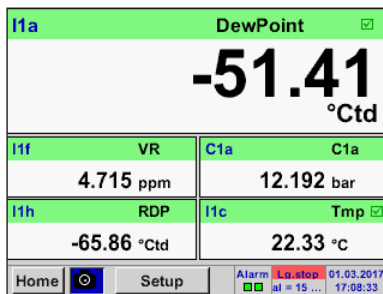 I1a DewPoint
-51.41
°Ctd
I1f VR C1a C1a
4.715 ppm 12.192 bar
I1h RDP I1c Tmp
-65.86 °Ctd 22.33 °C
Home Setup Alarm Lg.stop 01.03.2017
al = 15 ... 17:08:33